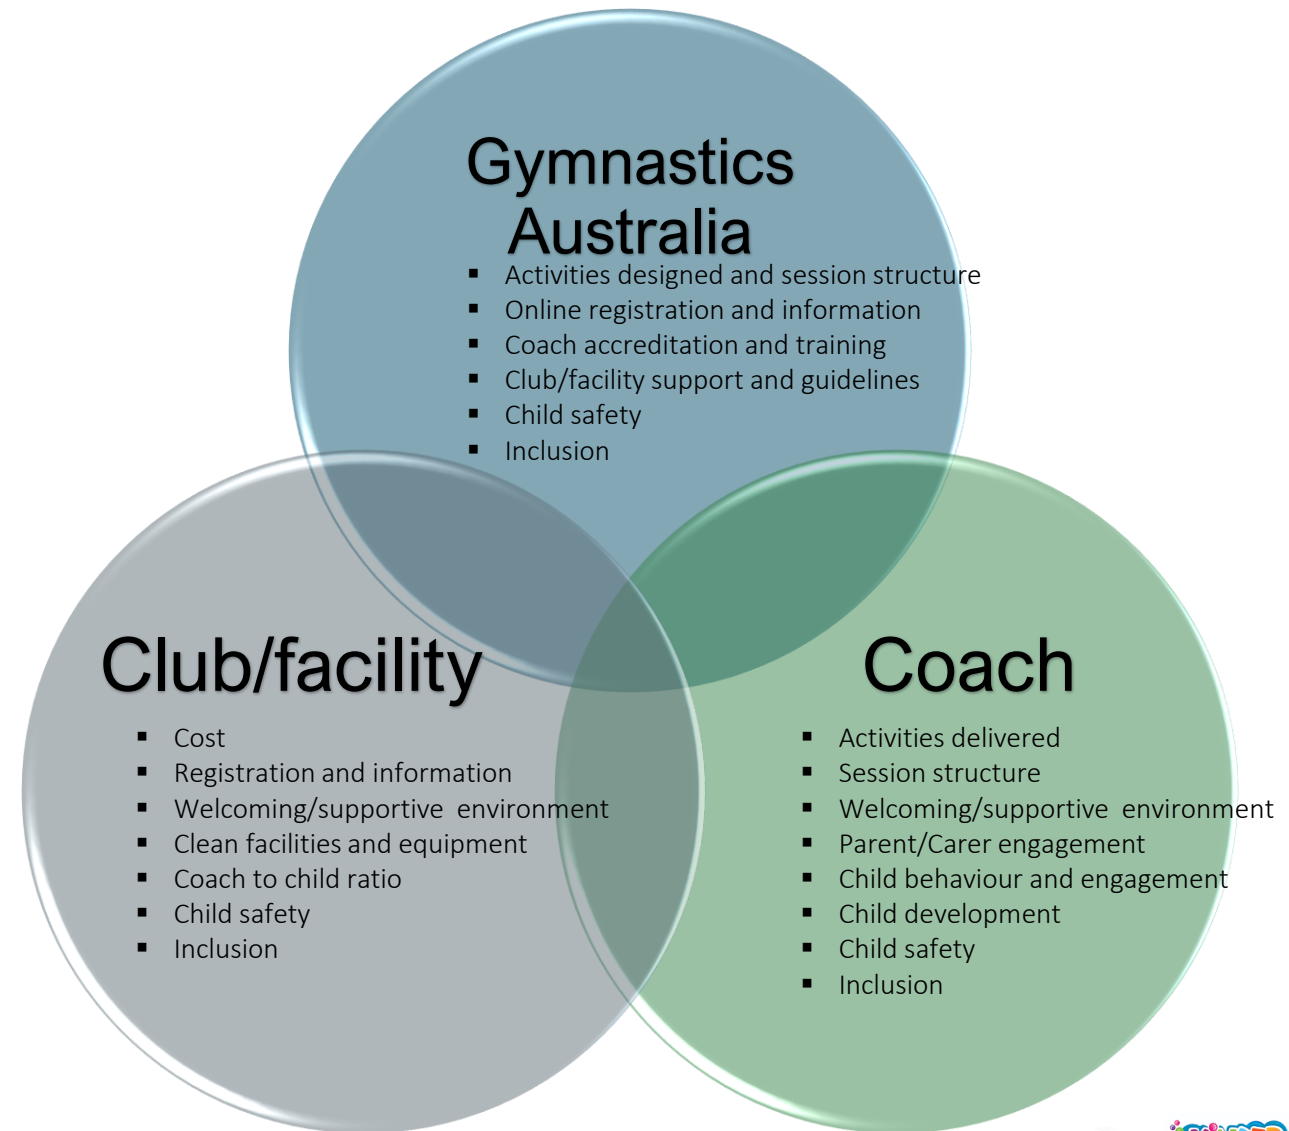 Gymnastics
Australia
▪ Activities designed and session structure
▪ Online registration and information
▪ Coach accreditation and training
▪ Club/facility support and guidelines
▪ Child safety
▪ Inclusion
Club/facility
▪ Cost
▪ Registration and information
▪ Welcoming/supportive  environment
▪ Clean facilities and equipment
▪ Coach to child ratio
▪ Child safety
▪ Inclusion
Coach
▪ Activities delivered
▪ Session structure
▪ Welcoming/supportive  environment
▪ Parent/Carer engagement
▪ Child behaviour and engagement
▪ Child development
▪ Child safety
▪ Inclusion